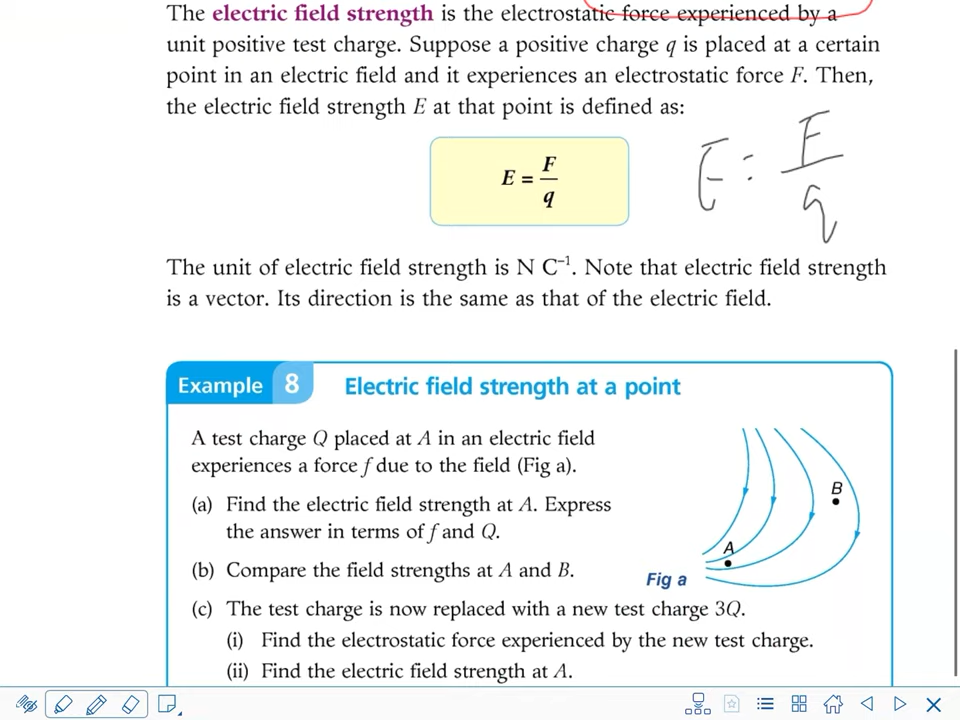 The electric field strength is the electrostatic force experienced by a
unit positive test charge. Suppose a positive charge q is placed at a certain
point in an electric field and it experiences an electrostatic force F. Then,
the electric field strength E at that point is defined as:
E = F/q
E = F/q
The unit of electric field strength is N C⁻¹. Note that electric field strength
is a vector. Its direction is the same as that of the electric field.
Example 8 Electric field strength at a point
A test charge Q placed at A in an electric field
experiences a force f due to the field (Fig a).
(a) Find the electric field strength at A. Express
the answer in terms of f and Q.
(b) Compare the field strengths at A and B.
B
A
Fig a
(c) The test charge is now replaced with a new test charge 3Q.
(i) Find the electrostatic force experienced by the new test charge.
(ii) Find the electric field strength at A.